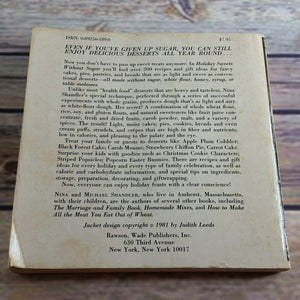 ISBN: 0-89256-189-0 $7.95
EVEN IF YOU'VE GIVEN UP SUGAR, YOU CAN STILL
ENJOY DELICIOUS DESSERTS ALL YEAR ROUND . . .
Now you don't have to pass up sweet treats anymore. In Holiday Sweets
Without Sugar you'll find over 200 recipes and gift ideas for fancy
cakes, pies, pastries, and breads that are as light and sweet as conven-
tional desserts—all made without sugar, white flour, honey, syrup, or
table molasses.
Unlike most "health food" desserts that are heavy and tasteless, Nina
Shandler's special technique, perfected through a series of successful
experiments with whole grains, produces dough that's as light and airy
as white-flour dough. Her secret? A combination of whole wheat flour,
rice, soy, and gluten flours, and natural sweeteners like fruit juice con-
centrate, fresh and dried fruits, carrot powder, malt, and a variety of
spices. The result? Light, moist cakes, pies, cookies, breads and even
cream puffs, strudels, and crêpes that are high in fiber and nutrients,
low in calories, and pleasing to the palate and the eye.
Treat your family or guests to desserts like Apple Plum Cobbler;
Black Forest Cake; Carob Mousse; Strawberry Chiffon Pie; Carrot Cake.
Surprise your kids with goodies such as Christmas Cookie Ornaments;
Striped Popsicles; Popcorn Easter Bunnies. There are recipes and gift
ideas for every holiday and every type of family celebration, as well as
calorie and carbohydrate information, and special tips on ingredients,
storage, preparation, decorating, and giftwrapping.
Now, everyone can enjoy holiday feasts with a clear conscience!
NINA and MICHAEL SHANDLER, who live in Amherst, Massachusetts,
with their children, are the authors of several other books, including
The Marriage and Family Book, Homemade Mixes, and How to Make
All the Meat You Eat Out of Wheat.
Jacket design copyright © 1981 by Judith Leeds
Rawson, Wade Publishers, Inc.
630 Third Avenue
New York, New York 10017